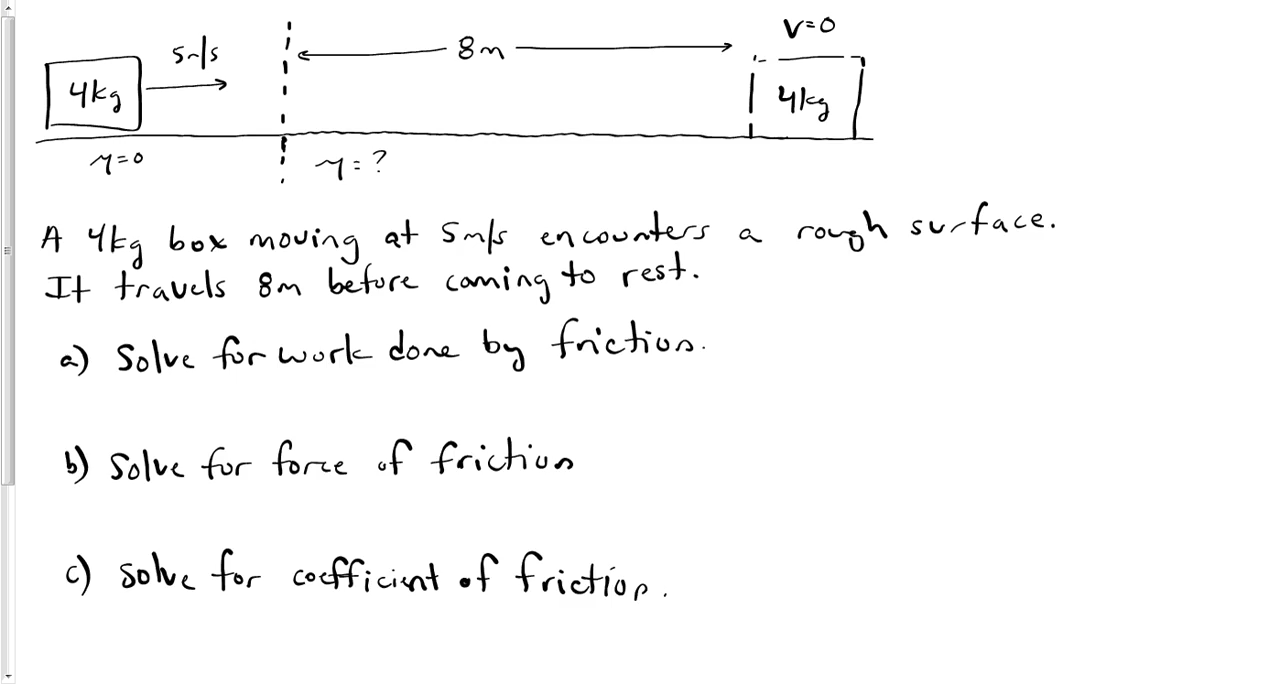 5m/s
8m
v=0
4kg
4kg
μ=0
μ=?
A 4kg box moving at 5m/s encounters a rough surface.
It travels 8m before coming to rest.
a) Solve for work done by friction.
b) Solve for force of friction
c) Solve for coefficient of friction.